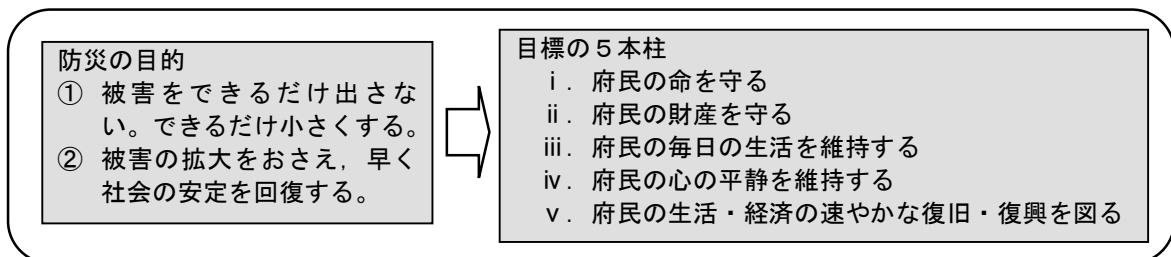 防災の目的
① 被害をできるだけ出さな
い。できるだけ小さくする。
② 被害の拡大をおさえ，早く
社会の安定を回復する。
目標の５本柱
ⅰ．府民の命を守る
ⅱ．府民の財産を守る
ⅲ．府民の毎日の生活を維持する
ⅳ．府民の心の平静を維持する
ⅴ．府民の生活・経済の速やかな復旧・復興を図る